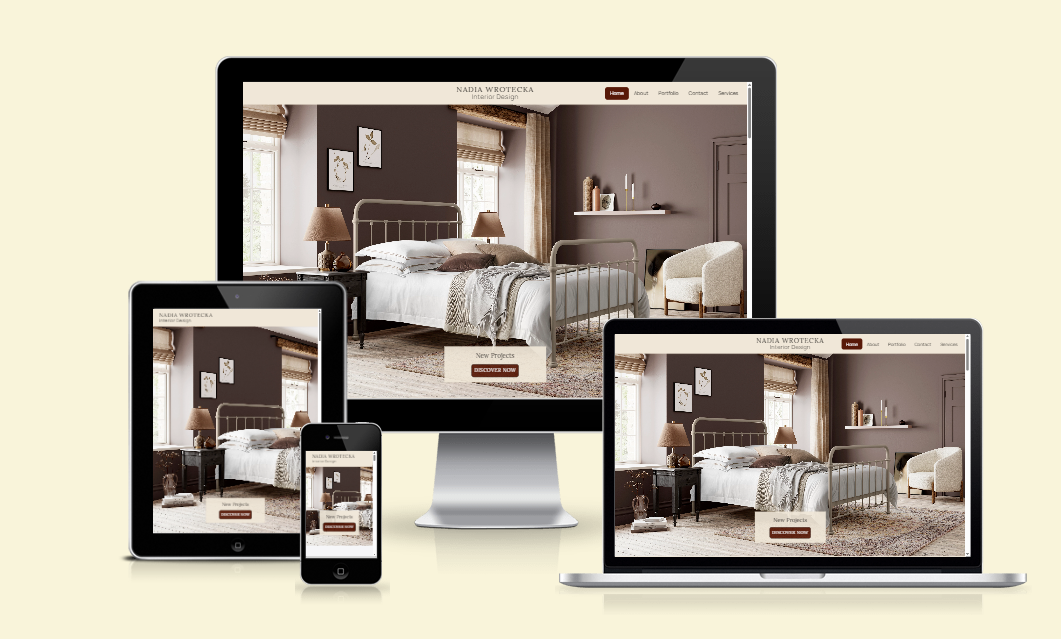 NADIA WROTECKA
Interior Design
Home About Portfolio Contact Services
New Projects
DISCOVER NOW
NADIA WROTECKA
Interior Design
New Projects
DISCOVER NOW
NADIA WROTECKA
Interior Design
New Projects
DISCOVER NOW
NADIA WROTECKA
Interior Design
Home About Portfolio Contact Services
New Projects
DISCOVER NOW